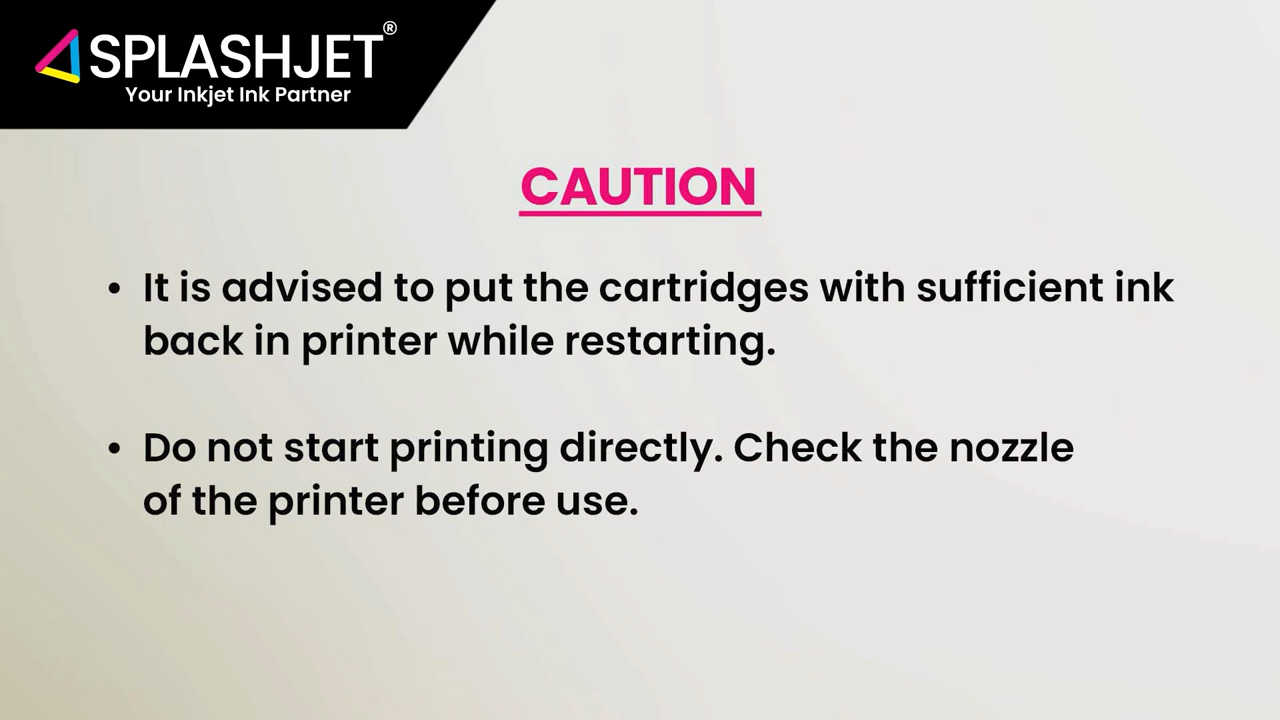 SPLASHJET®
Your Inkjet Ink Partner
CAUTION
• It is advised to put the cartridges with sufficient ink
back in printer while restarting.
• Do not start printing directly. Check the nozzle
of the printer before use.